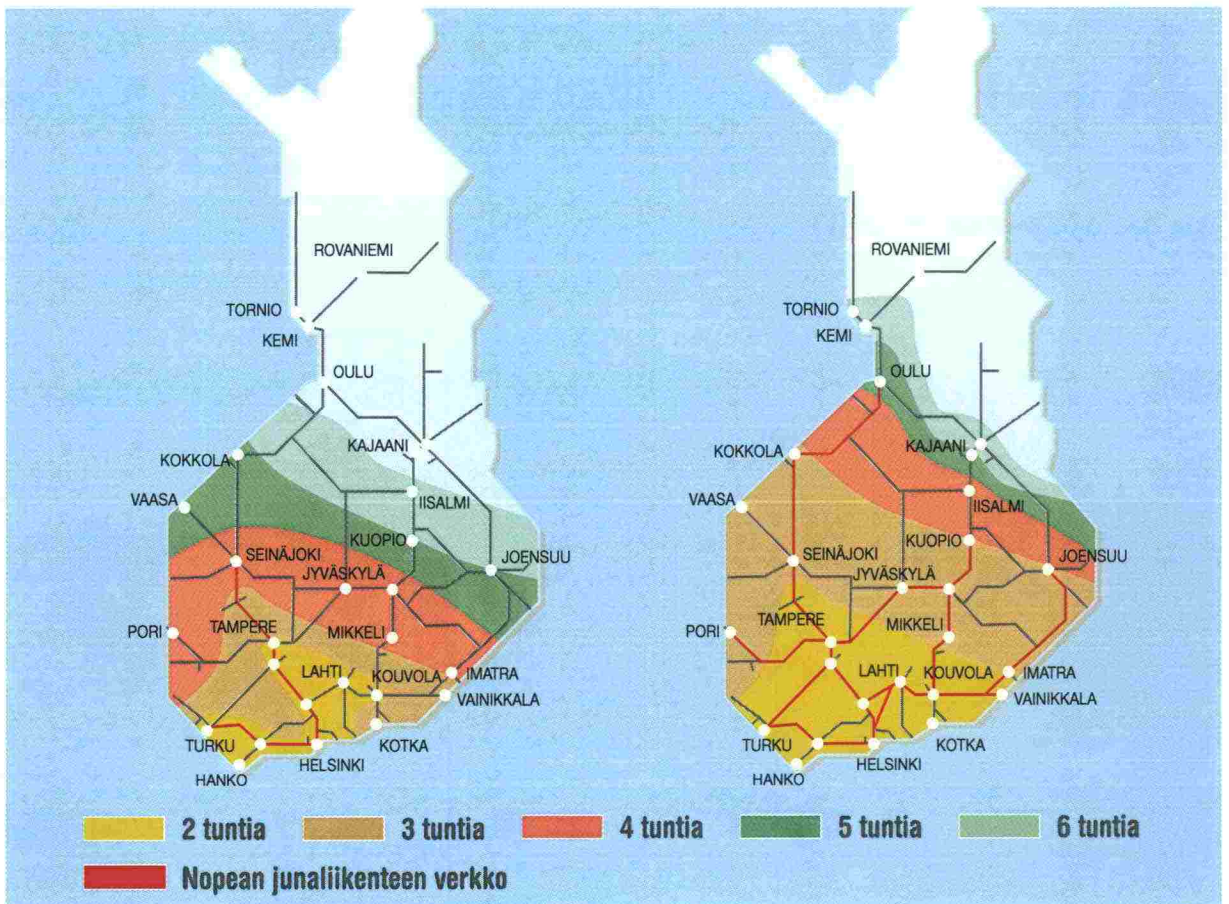 ROVANIEMI
TORNIO
KEMI
OULU
KAJAANI
KOKKOLA
VAASA
IISALMI
KUOPIO
SEINÄJOKI
JOENSUU
JYVÄSKYLÄ
TAMPERE
PORI
MIKKELI
LAHTI
KOUVOLA
IMATRA
VAINIKKALA
TURKU
KOTKA
HELSINKI
HANKO
ROVANIEMI
TORNIO
KEMI
OULU
KAJAANI
KOKKOLA
VAASA
IISALMI
KUOPIO
SEINÄJOKI
JOENSUU
JYVÄSKYLÄ
TAMPERE
PORI
MIKKELI
LAHTI
KOUVOLA
IMATRA
VAINIKKALA
TURKU
KOTKA
HELSINKI
HANKO
2 tuntia
3 tuntia
4 tuntia
5 tuntia
6 tuntia
Nopean junaliikenteen verkko